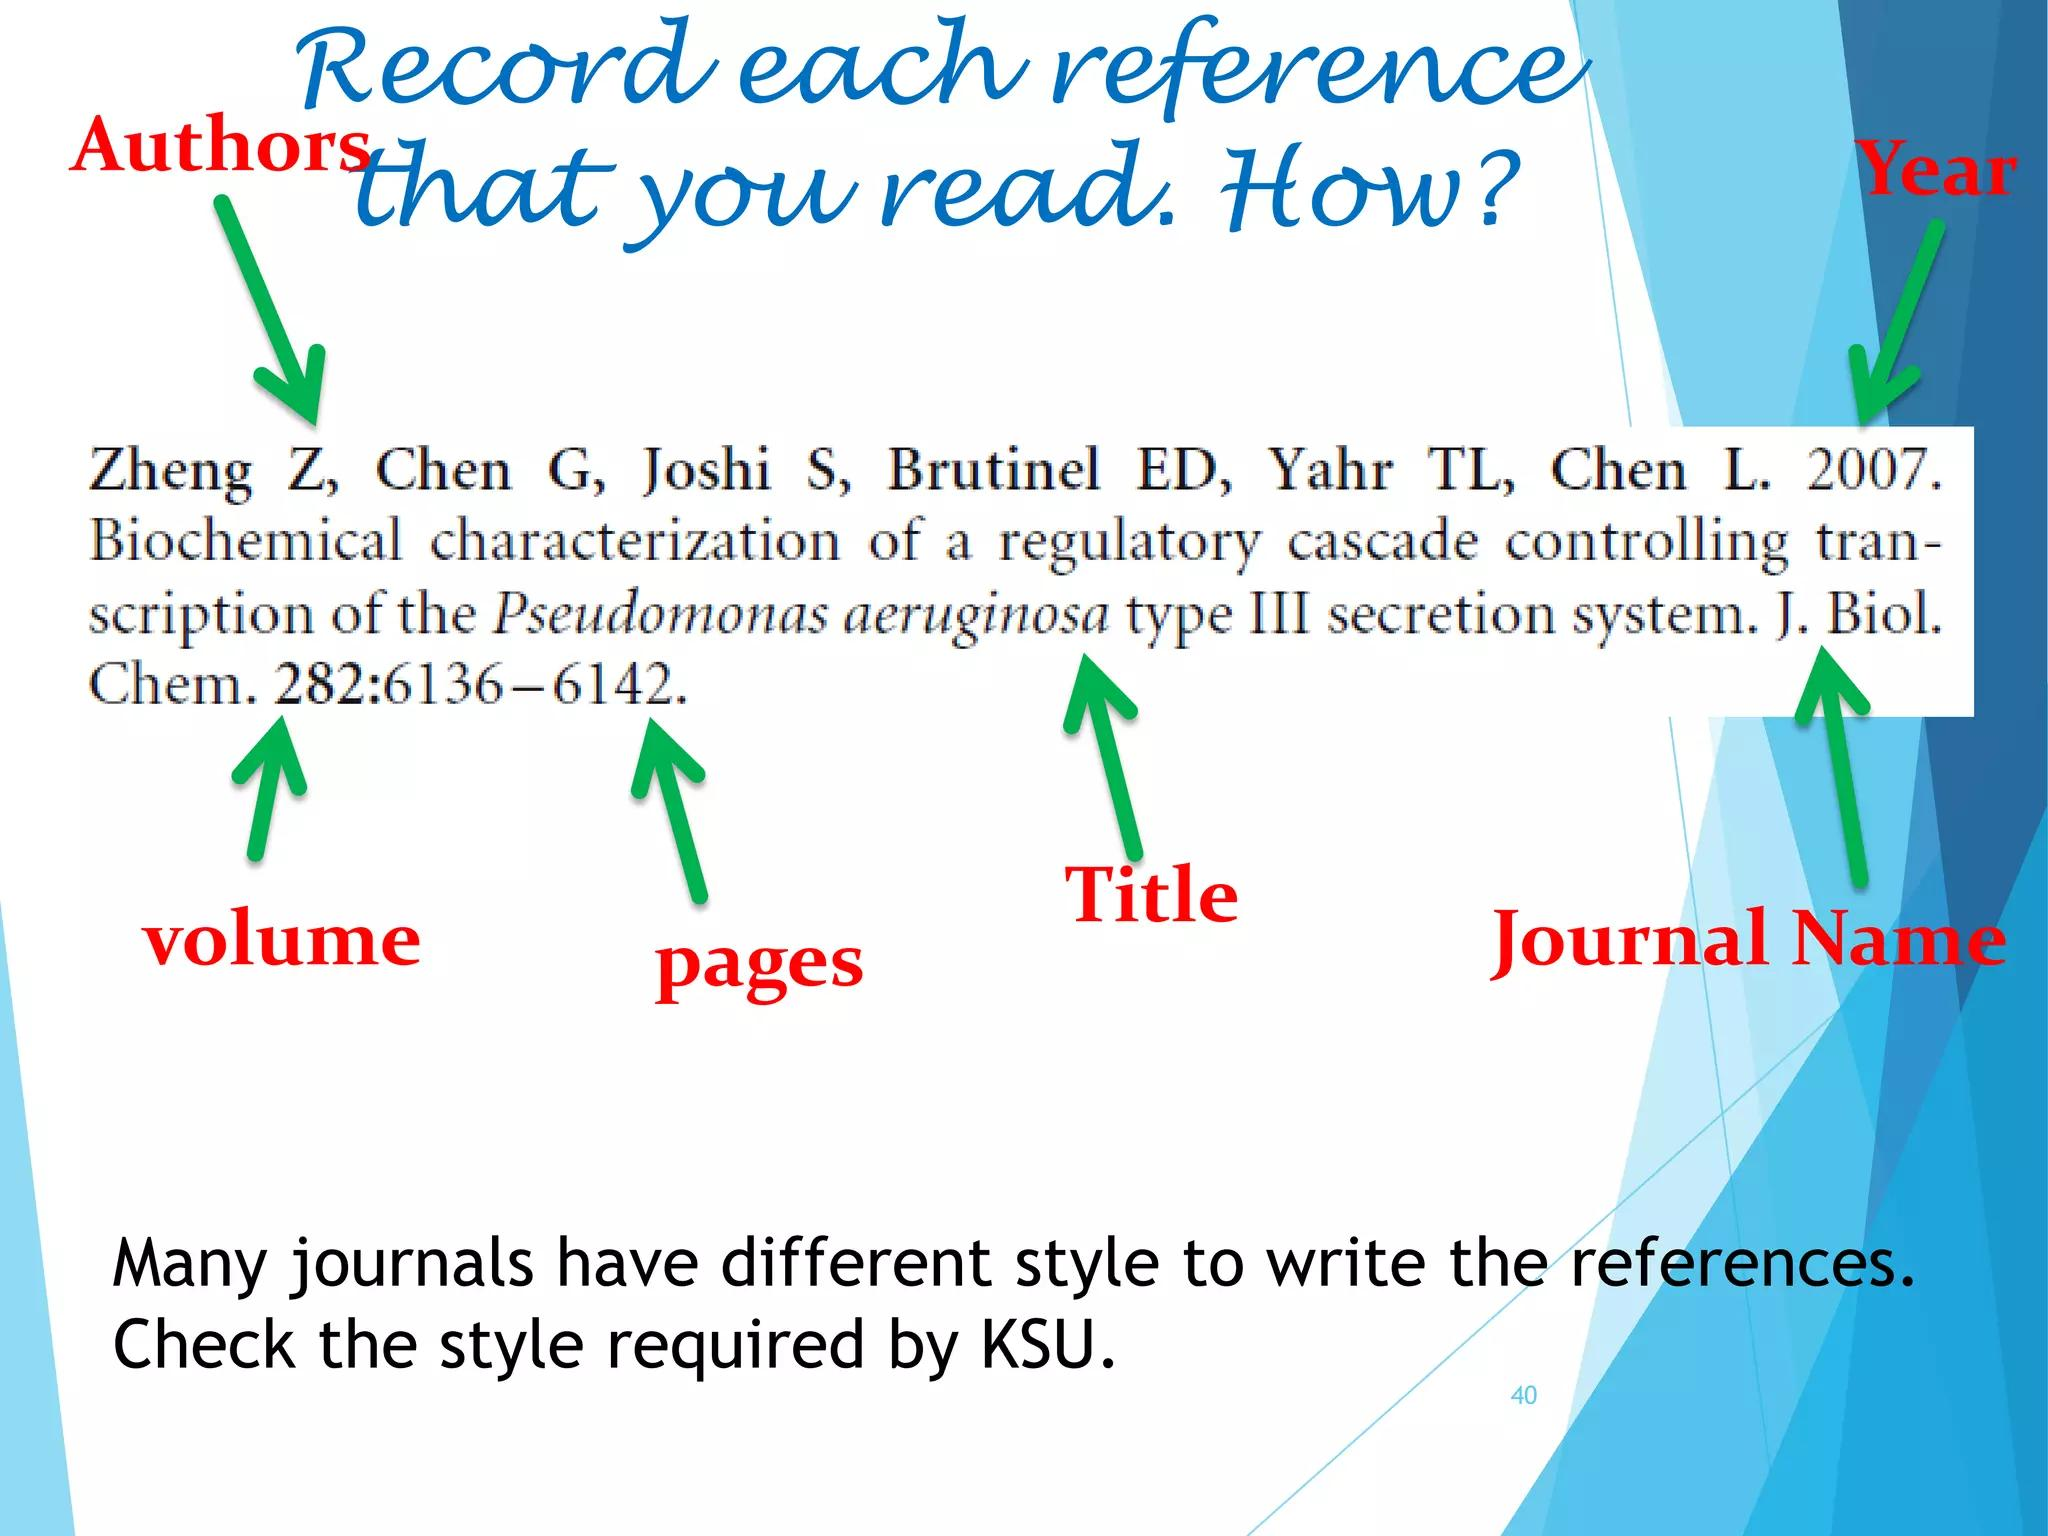 Record each reference
Authors
that you read. How?
Year
Zheng Z, Chen G, Joshi S, Brutinel ED, Yahr TL, Chen L. 2007.
Biochemical characterization of a regulatory cascade controlling tran-
scription of the Pseudomonas aeruginosa type III secretion system. J. Biol.
Chem. 282:6136–6142.
Title
volume
pages
Journal Name
Many journals have different style to write the references.
Check the style required by KSU.
40